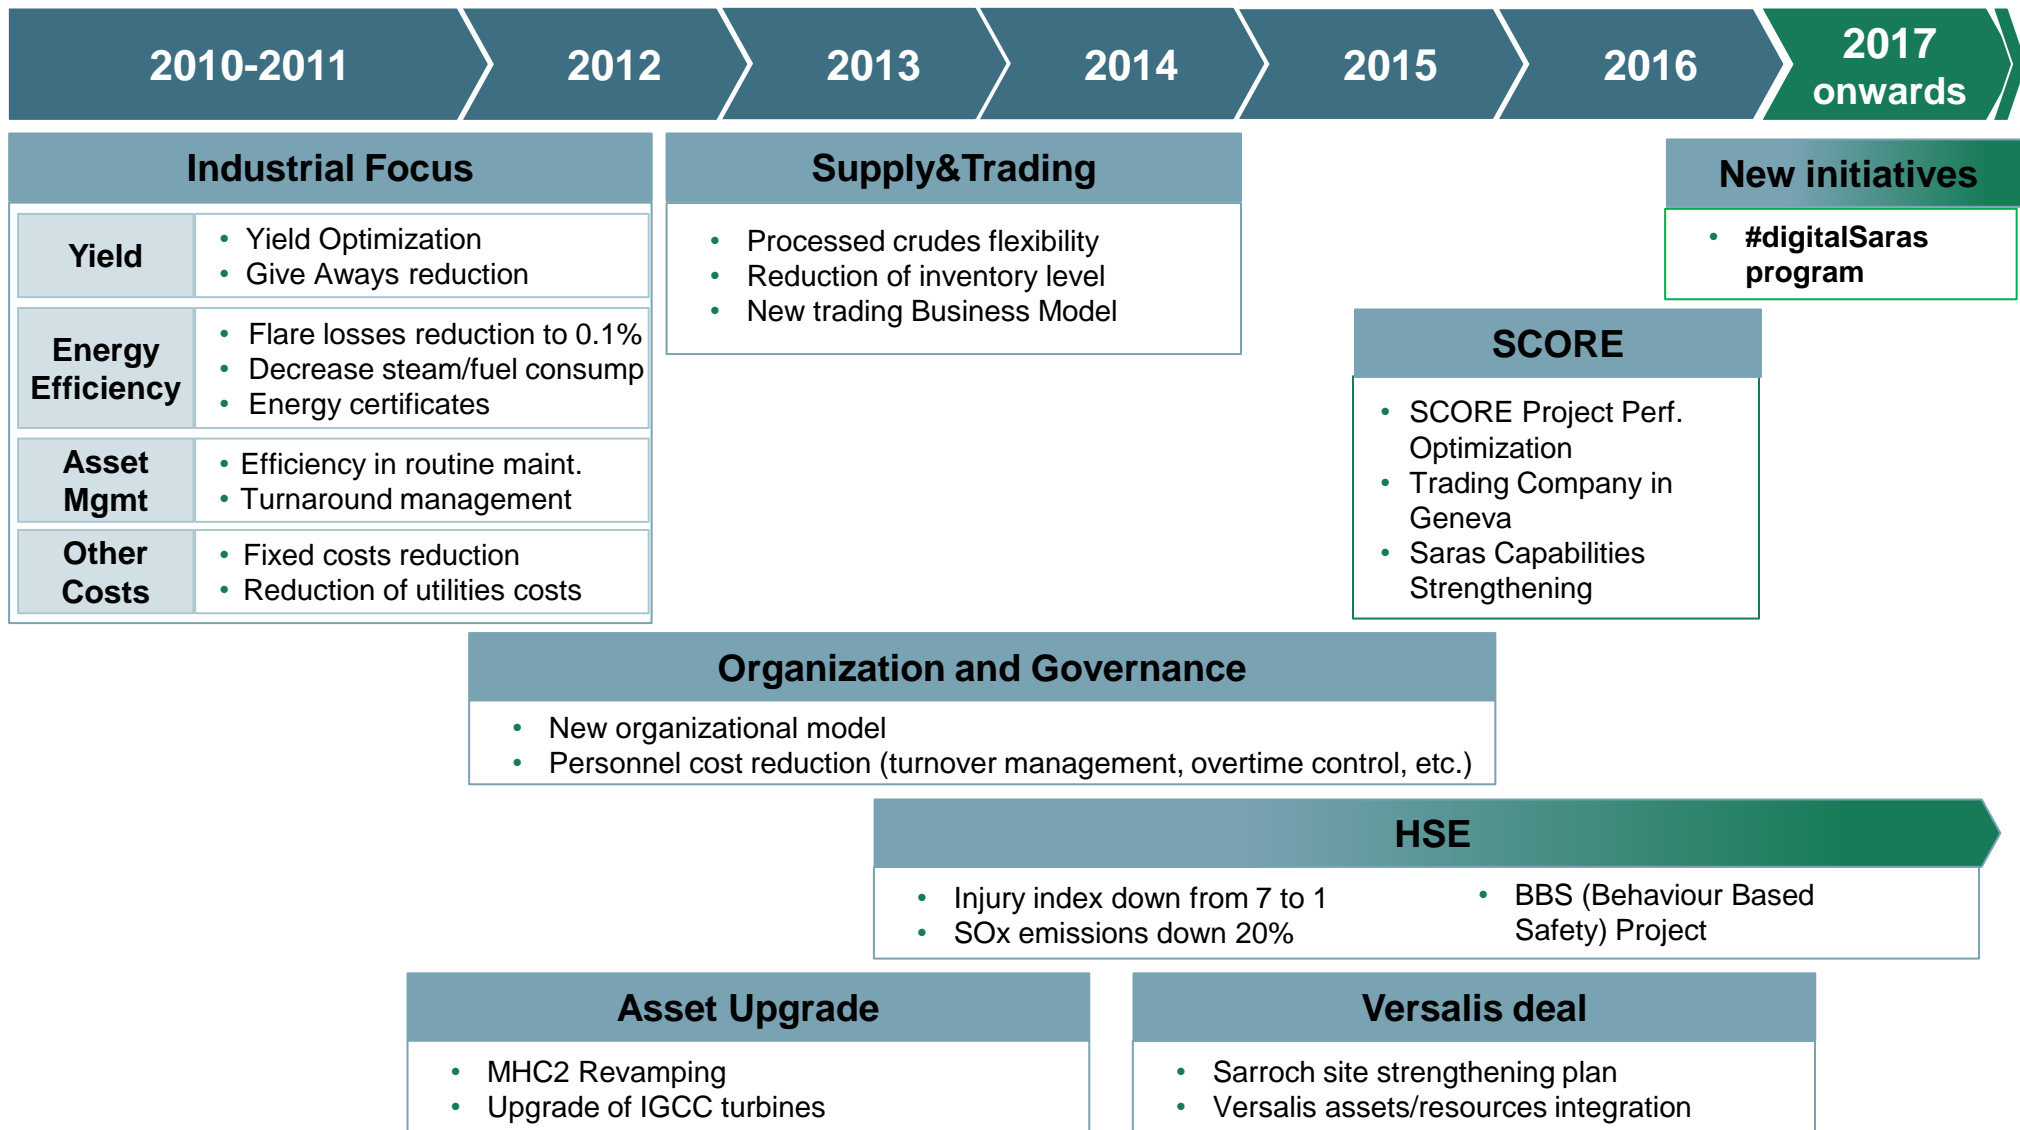 2010-2011
2012
2013
2014
2015
2016
2017
onwards
Industrial Focus
Yield
• Yield Optimization
• Give Aways reduction
Energy
Efficiency
• Flare losses reduction to 0.1%
• Decrease steam/fuel consump
• Energy certificates
Asset
Mgmt
• Efficiency in routine maint.
• Turnaround management
Other
Costs
• Fixed costs reduction
• Reduction of utilities costs
Supply&Trading
• Processed crudes flexibility
• Reduction of inventory level
• New trading Business Model
New initiatives
• #digitalSaras
program
SCORE
• SCORE Project Perf.
Optimization
• Trading Company in
Geneva
• Saras Capabilities
Strengthening
Organization and Governance
• New organizational model
• Personnel cost reduction (turnover management, overtime control, etc.)
HSE
• Injury index down from 7 to 1
• SOx emissions down 20%
• BBS (Behaviour Based
Safety) Project
Asset Upgrade
• MHC2 Revamping
• Upgrade of IGCC turbines
Versalis deal
• Sarroch site strengthening plan
• Versalis assets/resources integration